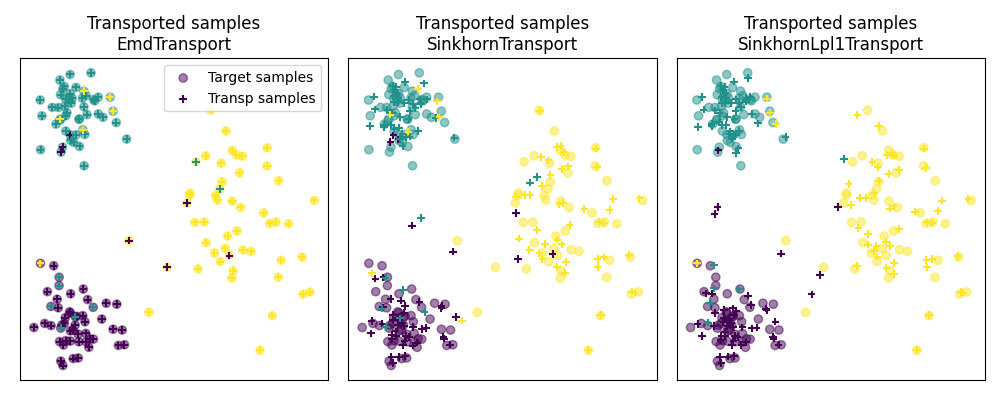 Transported samples
EmdTransport
Transported samples
SinkhornTransport
Transported samples
SinkhornLpl1Transport
Target samples
Transp samples